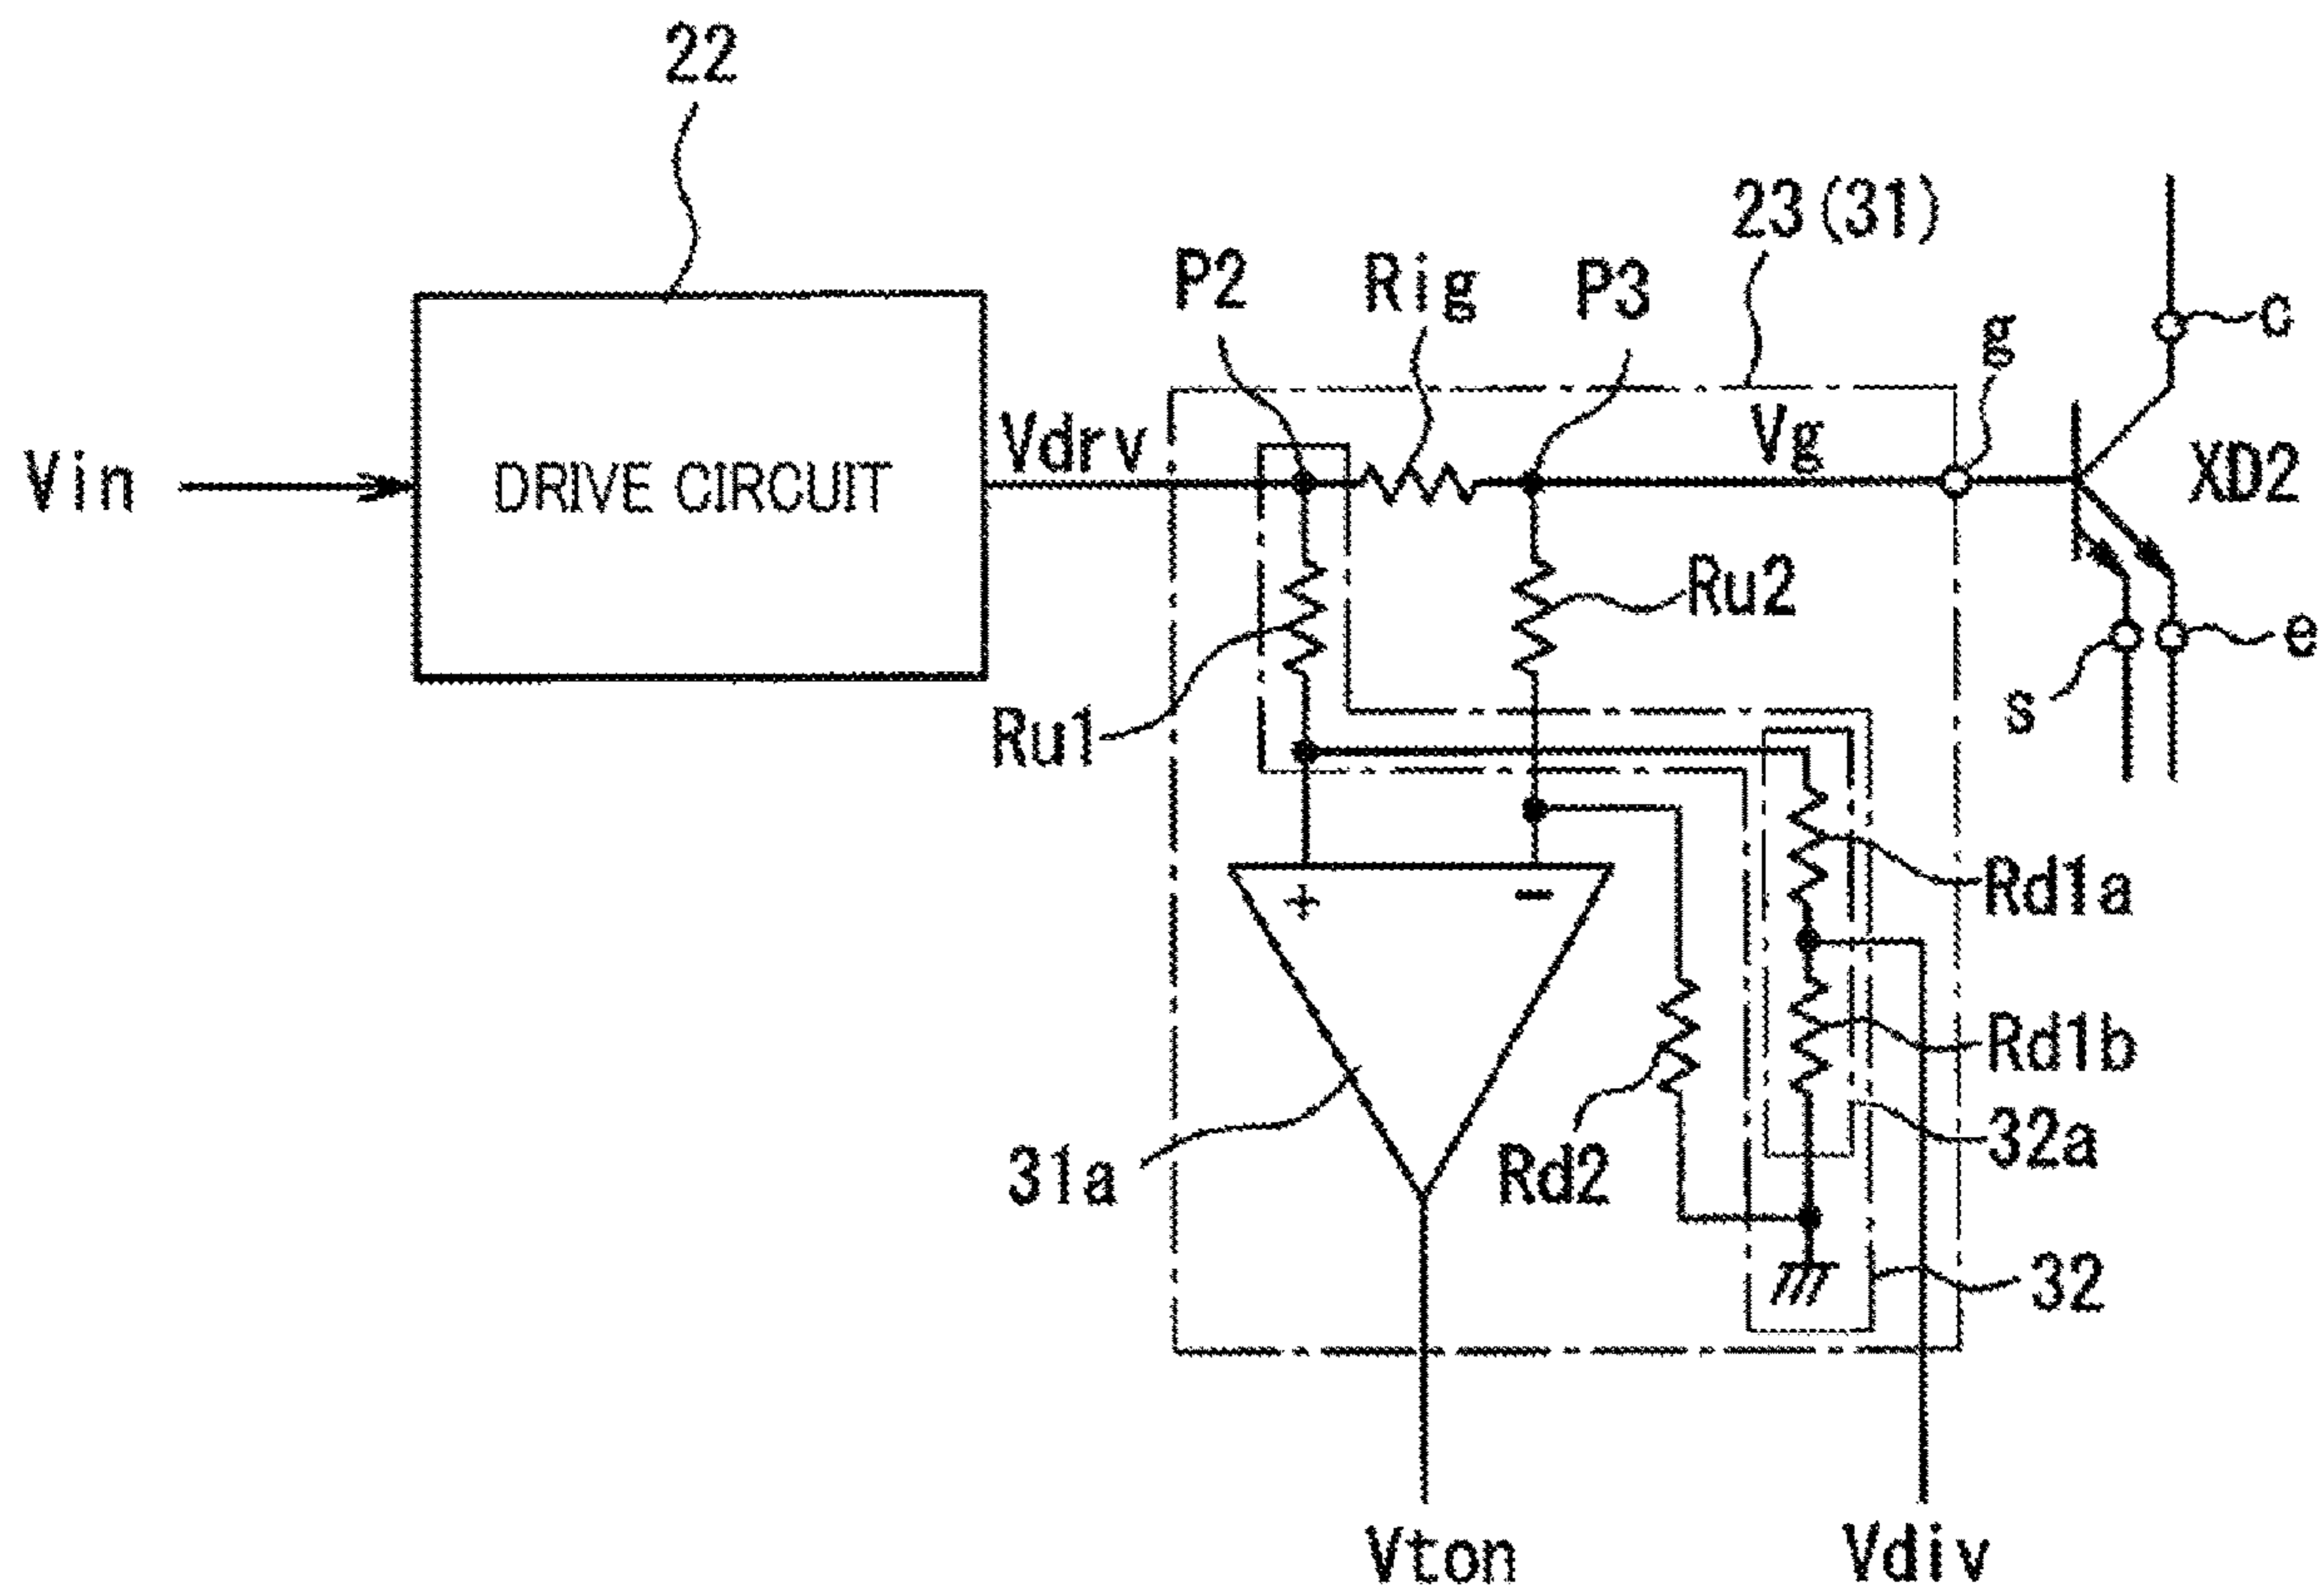 22
23(31)
P2
Rig
P3
g
c
Vdrv
Vg
XD2
Vin
DRIVE CIRCUIT
Ru2
Ru1
s
e
+
-
Rd1a
Rd1b
31a
Rd2
32a
32
Vton
Vdiv